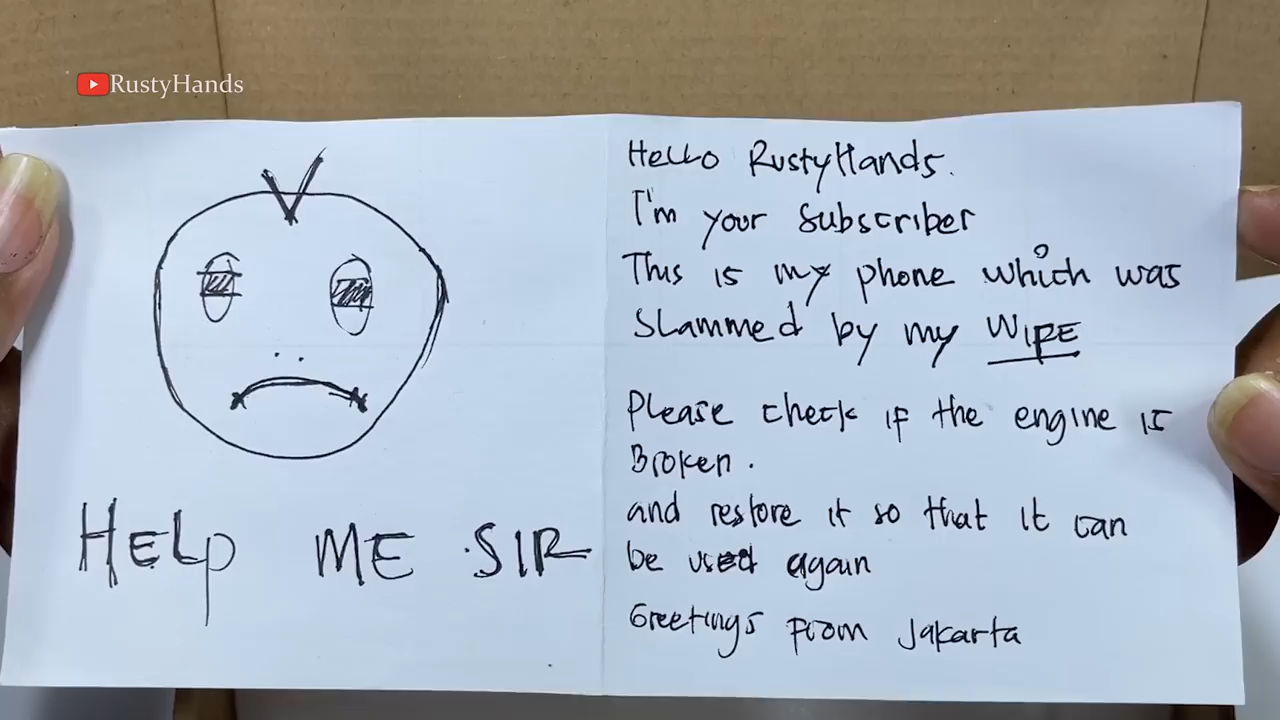 RustyHands
HELP ME SIR
Hello RustyHands.
I'm your subscriber
This is my phone which was
slammed by my WIFE
Please check if the engine is
Broken.
and restore it so that it can
be used again
Greetings from Jakarta